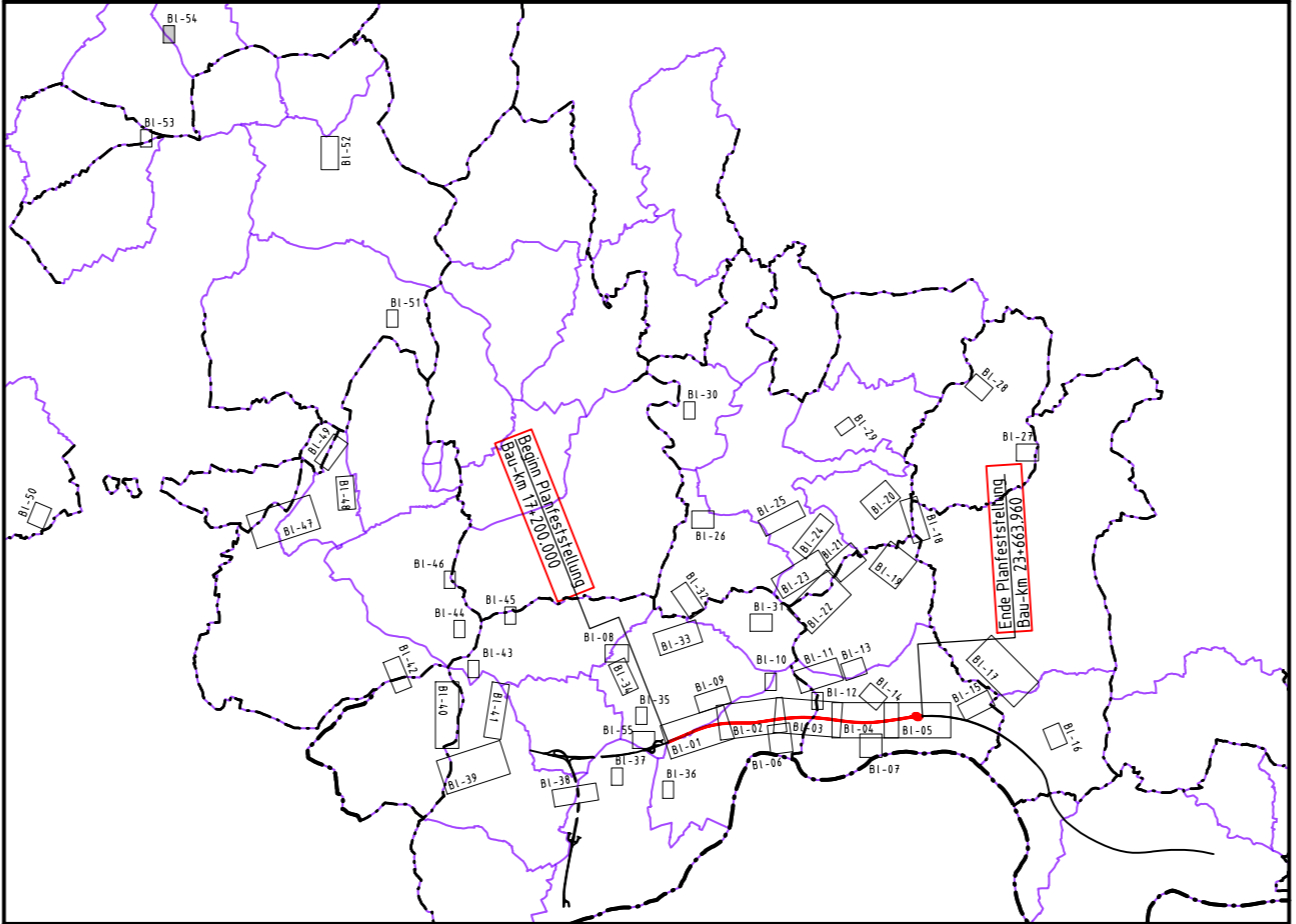 Bl-54
Bl-53
Bl-52
Bl-51
Bl-50
Bl-49
Bl-48
Bl-47
Bl-46
Bl-45
Bl-44
Bl-43
Bl-42
Bl-41
Bl-40
Bl-39
Bl-38
Bl-37
Bl-36
Bl-55
Bl-35
Bl-34
Bl-08
Bl-33
Bl-32
Bl-31
Bl-30
Bl-26
Bl-25
Bl-24
Bl-23
Bl-22
Bl-21
Bl-20
Bl-19
Bl-18
Bl-29
Bl-28
Bl-27
Beginn Planfeststellung
Bau-km 17+200.000
Ende Planfeststellung
Bau-km 23+663.960
Bl-09
Bl-10
Bl-11
Bl-12
Bl-13
Bl-14
Bl-15
Bl-16
Bl-17
Bl-01
Bl-02
Bl-03
Bl-04
Bl-05
Bl-06
Bl-07